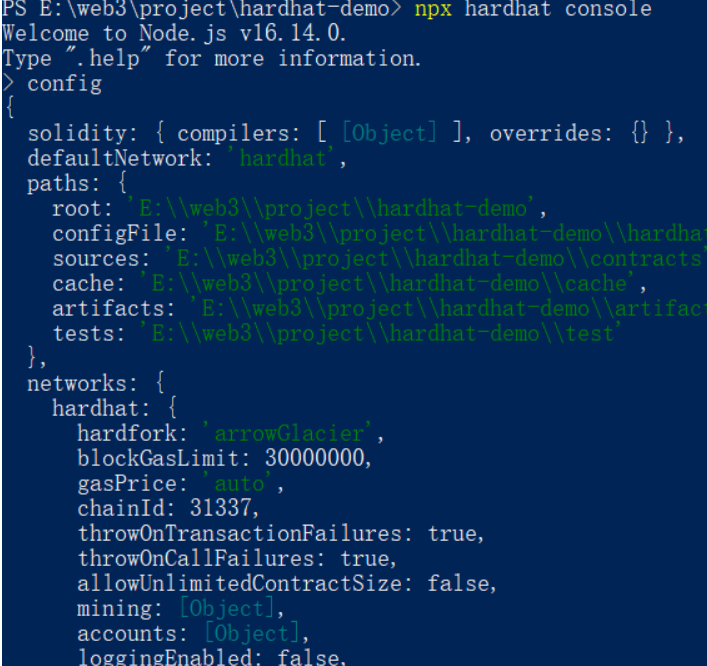 PS E:\web3\project\hardhat-demo> npx hardhat console
Welcome to Node.js v16.14.0.
Type ".help" for more information.
> config
{
  solidity: { compilers: [ [Object] ], overrides: {} },
  defaultNetwork: 'hardhat',
  paths: {
    root: 'E:\\web3\\project\\hardhat-demo',
    configFile: 'E:\\web3\\project\\hardhat-demo\\hardha
    sources: 'E:\\web3\\project\\hardhat-demo\\contracts'
    cache: 'E:\\web3\\project\\hardhat-demo\\cache',
    artifacts: 'E:\\web3\\project\\hardhat-demo\\artifact
    tests: 'E:\\web3\\project\\hardhat-demo\\test'
  },
  networks: {
    hardhat: {
      hardfork: 'arrowGlacier',
      blockGasLimit: 30000000,
      gasPrice: 'auto',
      chainId: 31337,
      throwOnTransactionFailures: true,
      throwOnCallFailures: true,
      allowUnlimitedContractSize: false,
      mining: [Object],
      accounts: [Object],
      loggingEnabled: false,